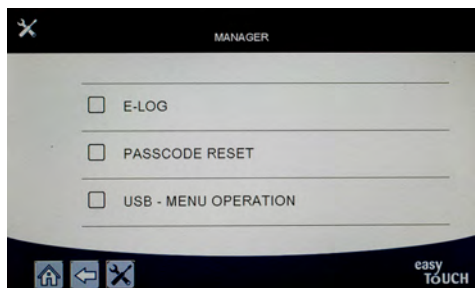 MANAGER
E-LOG
PASSCODE RESET
USB - MENU OPERATION
easy
TOUCH